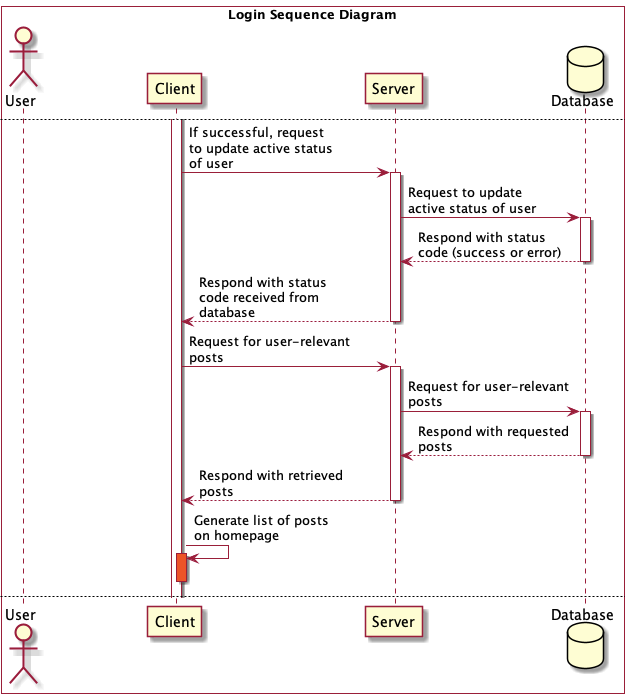 Login Sequence Diagram
User
Client
Server
Database
If successful, request
to update active status
of user
Request to update
active status of user
Respond with status
code (success or error)
Respond with status
code received from
database
Request for user-relevant
posts
Request for user-relevant
posts
Respond with requested
posts
Respond with retrieved
posts
Generate list of posts
on homepage
User
Client
Server
Database